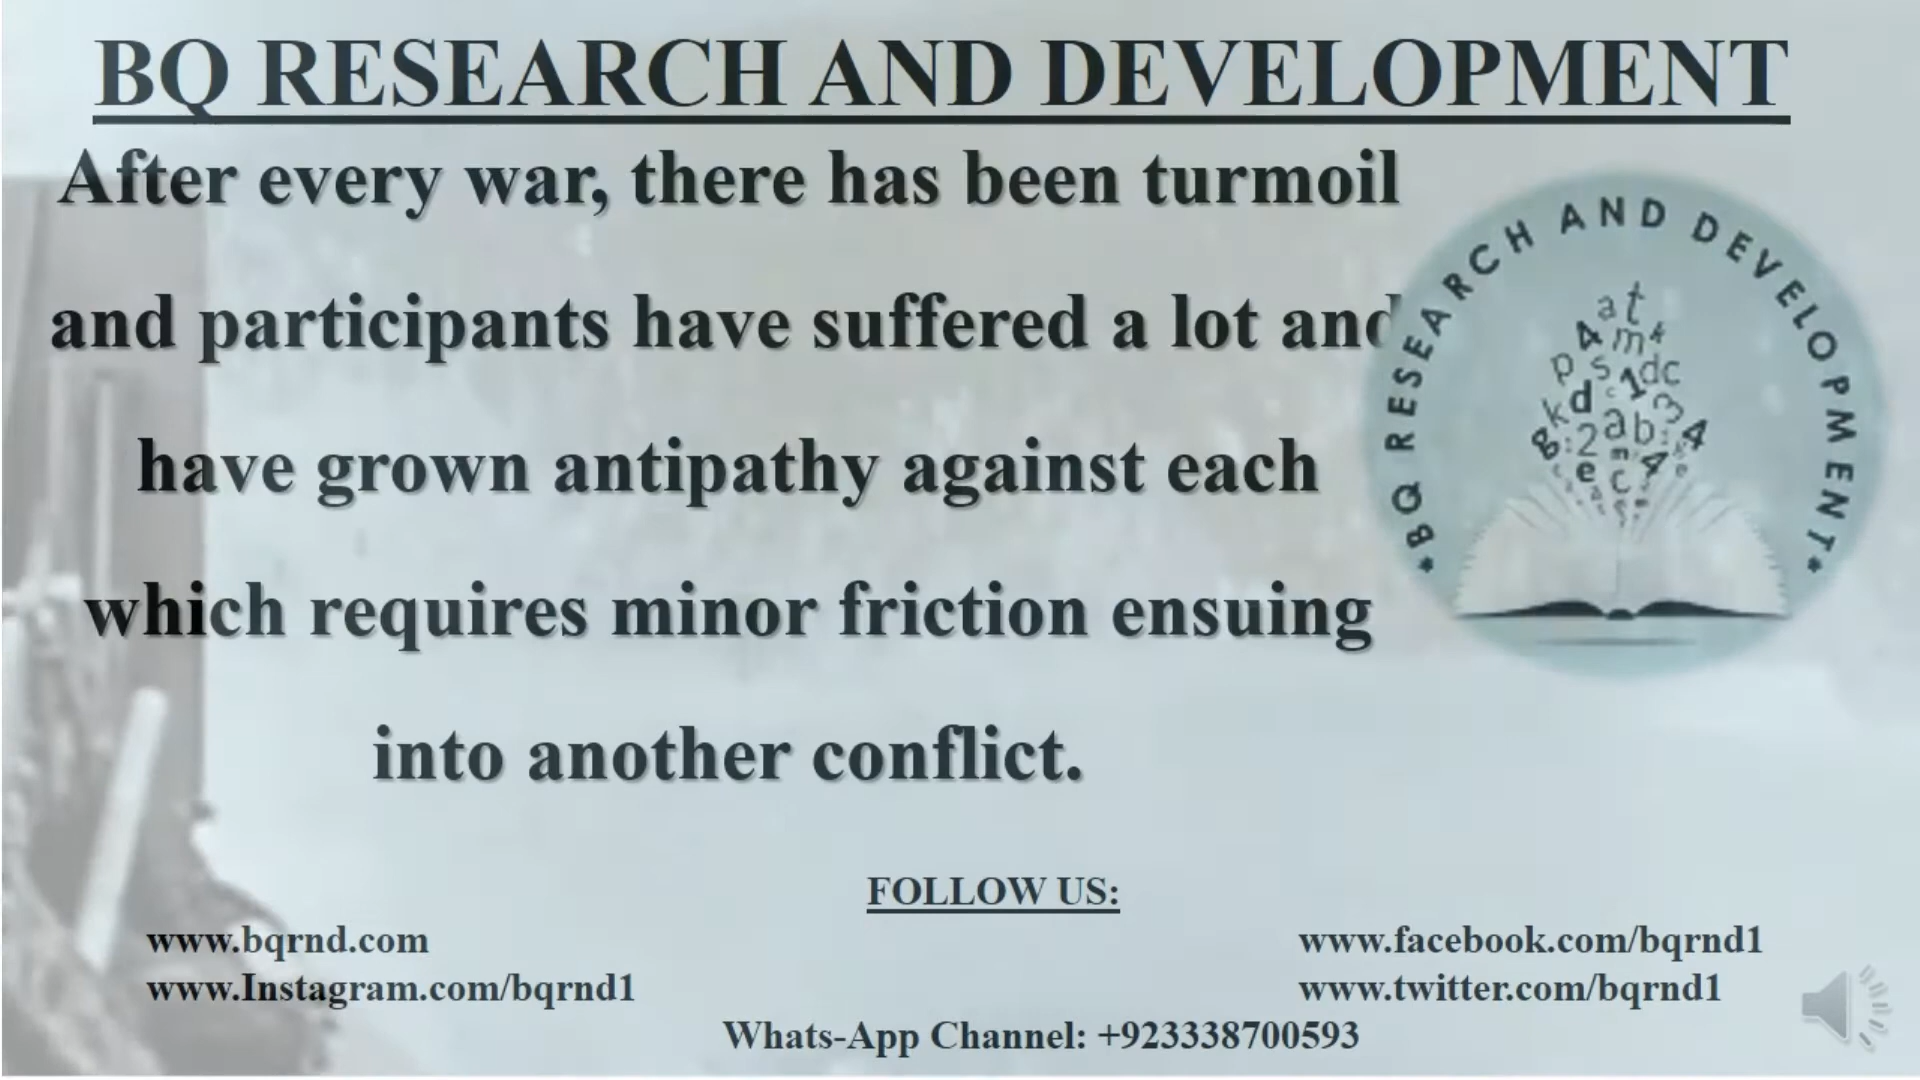 BQ RESEARCH AND DEVELOPMENT
After every war, there has been turmoil
and participants have suffered a lot and
have grown antipathy against each
which requires minor friction ensuing
into another conflict.
BQ RESEARCH AND DEVELOPMENT
FOLLOW US:
www.bqrnd.com
www.facebook.com/bqrnd1
www.Instagram.com/bqrnd1
www.twitter.com/bqrnd1
Whats-App Channel: +923338700593